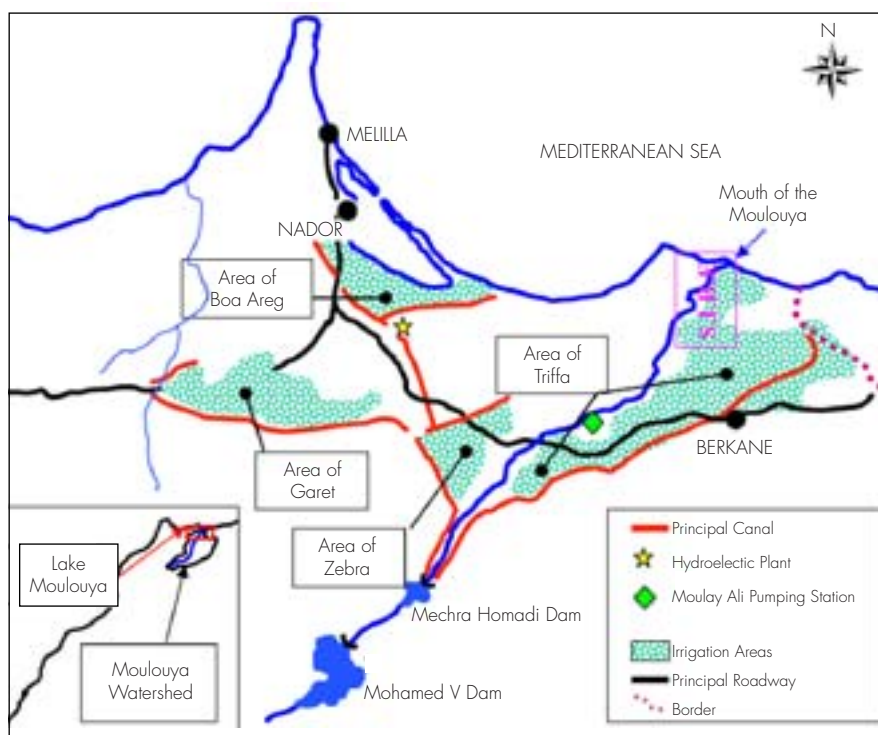 N
MELILLA
MEDITERRANEAN SEA
Mouth of the
Moulouya
NADOR
Area of
Boa Areg
Area of
Triffa
BERKANE
Area of
Garet
Area of
Zebra
Lake
Moulouya
Moulouya
Watershed
Mechra Homadi Dam
Mohamed V Dam
Principal Canal
Hydroelectic Plant
Moulay Ali Pumping Station
Irrigation Areas
Principal Roadway
Border